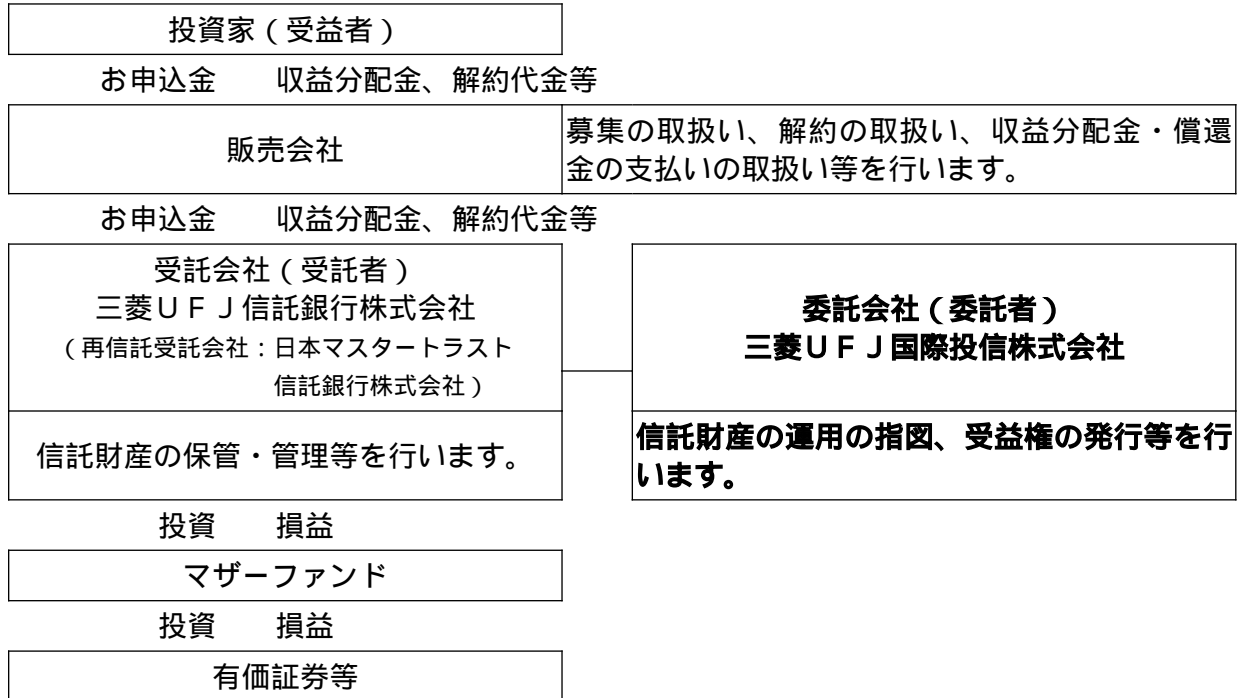 投資家(受益者)
お申込金　　収益分配金、解約代金等
販売会社
募集の取扱い、解約の取扱い、収益分配金・償還
金の支払いの取扱い等を行います。
お申込金　　収益分配金、解約代金等
受託会社(受託者)
三菱UFJ信託銀行株式会社
(再信託受託会社:日本マスタートラスト
信託銀行株式会社)
委託会社(委託者)
三菱UFJ国際投信株式会社
信託財産の保管・管理等を行います。
信託財産の運用の指図、受益権の発行等を行
います。
投資　　損益
マザーファンド
投資　　損益
有価証券等